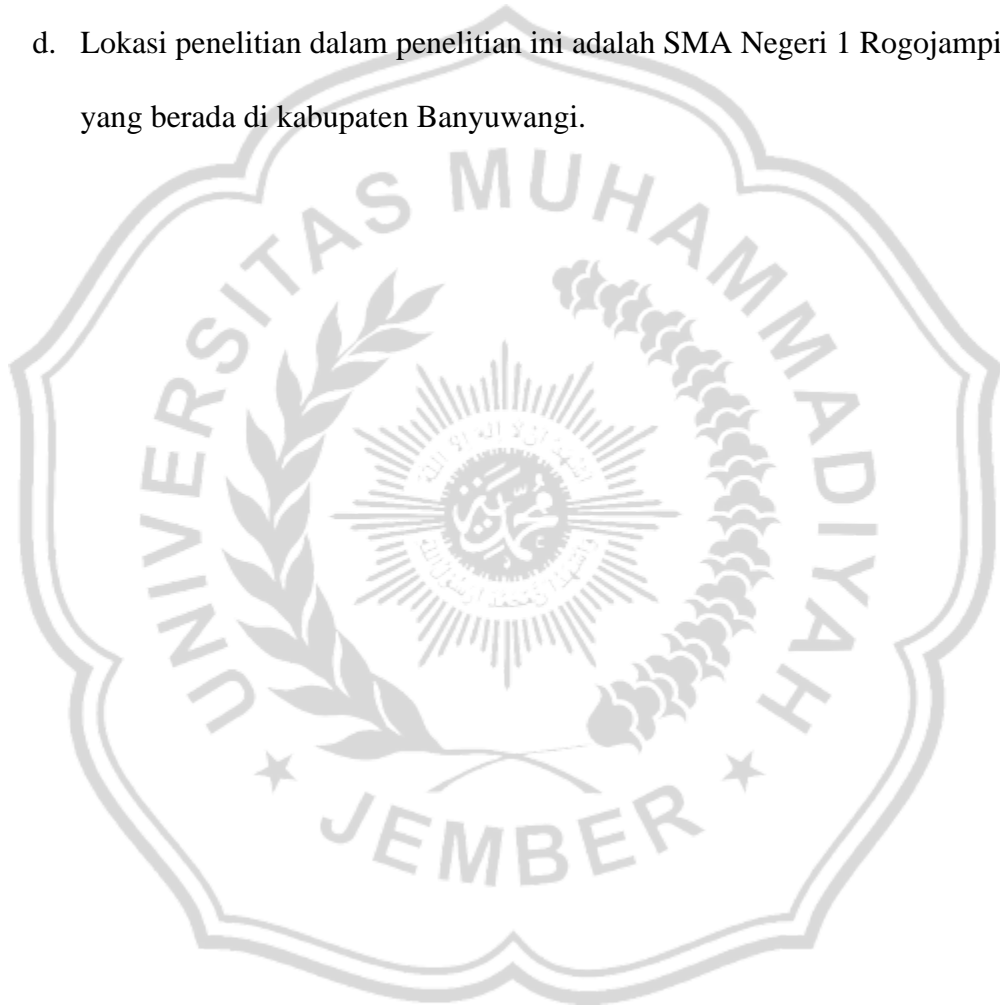 d. Lokasi penelitian dalam penelitian ini adalah SMA Negeri 1 Rogojampi
yang berada di kabupaten Banyuwangi.
UNIVERSITAS MUHAMMADIYAH
JEMBER